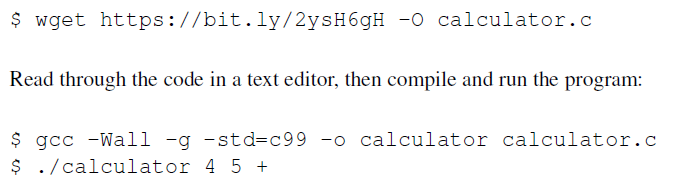 $ wget https://bit.ly/2ysH6gH -O calculator.c
Read through the code in a text editor, then compile and run the program:
$ gcc -Wall -g -std=c99 -o calculator calculator.c
$ ./calculator 4 5 +